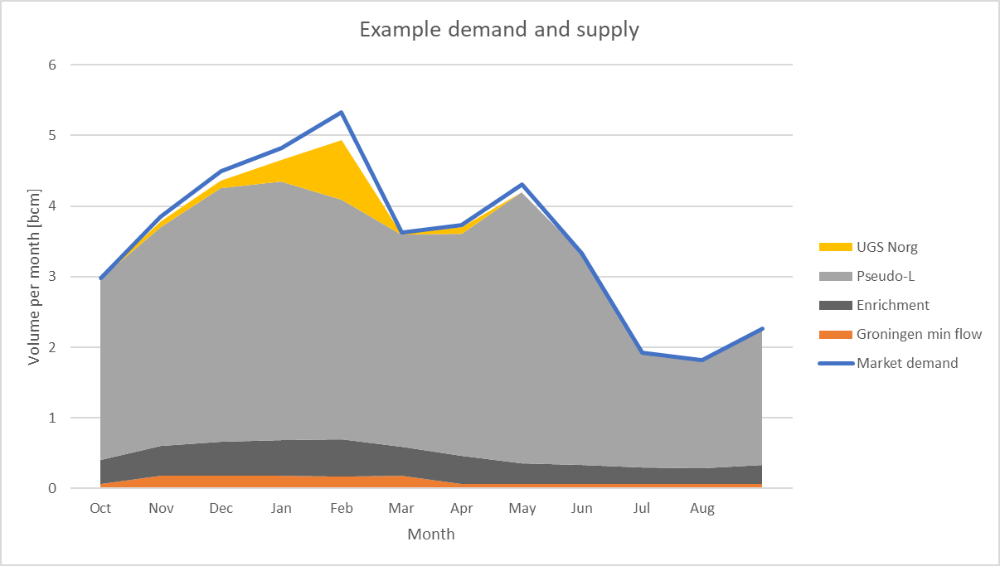 Example demand and supply
6
5
4
3
2
1
0
Volume per month [bcm]
Oct Nov Dec Jan Feb Mar Apr May Jun Jul Aug
Month
UGS Norg
Pseudo-L
Enrichment
Groningen min flow
Market demand